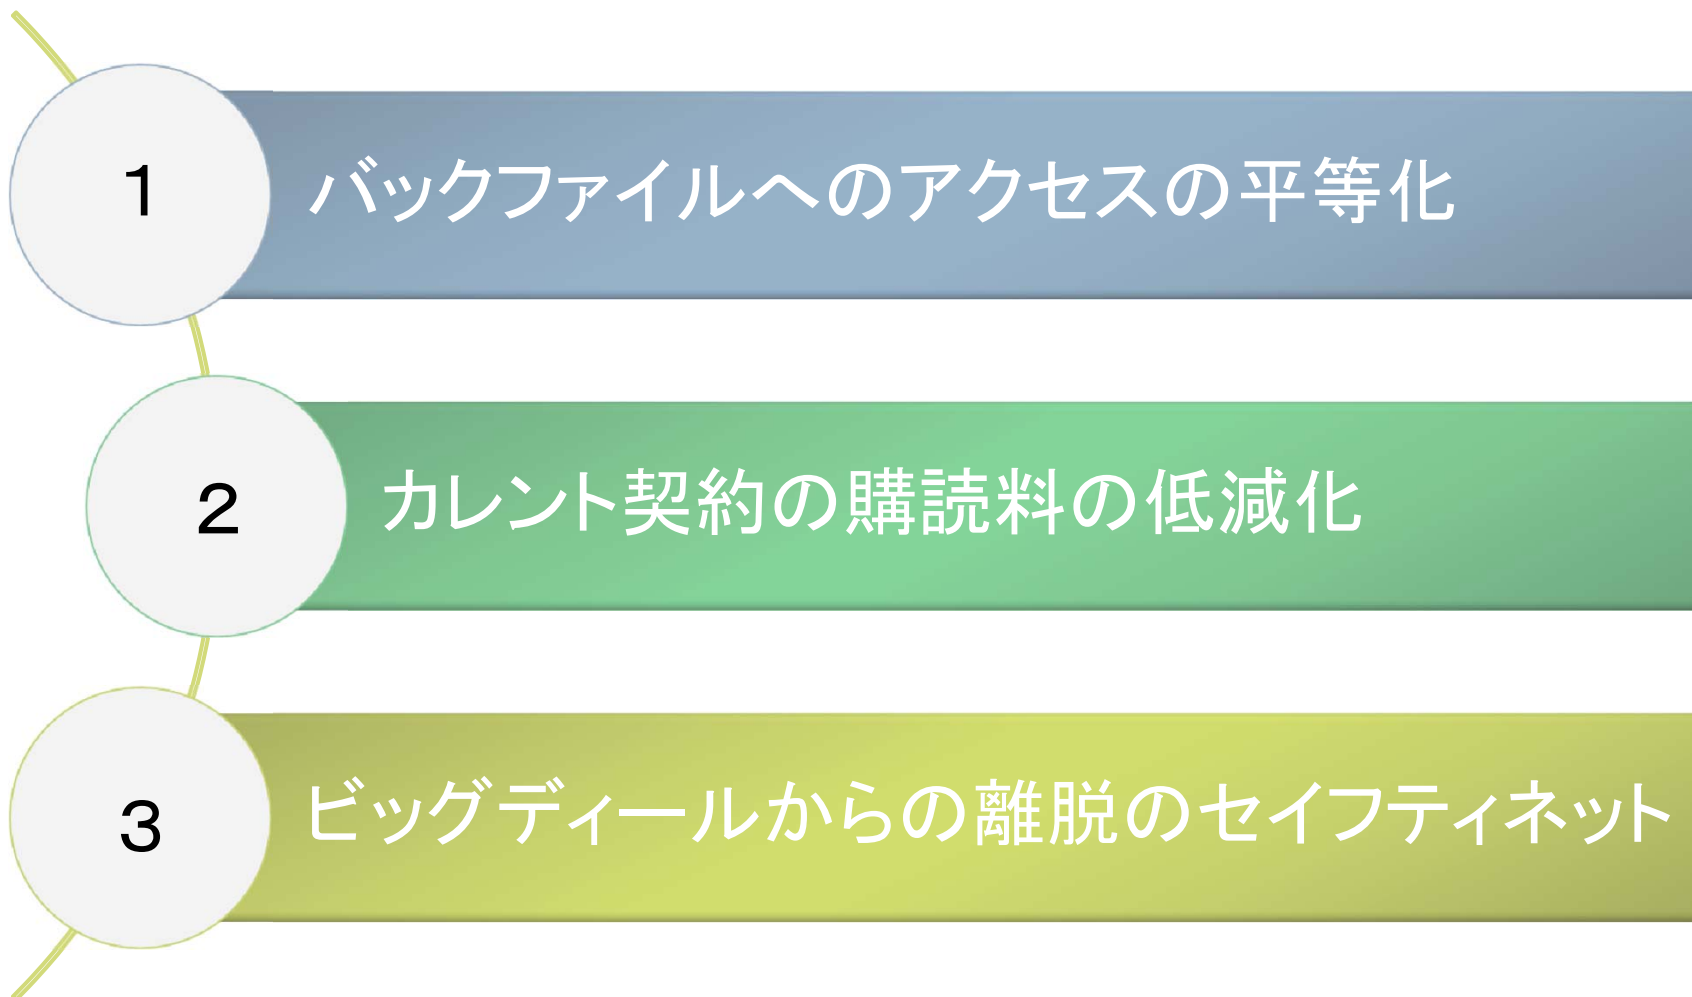 1
バックファイルへのアクセスの平等化
2
カレント契約の購読料の低減化
3
ビッグディールからの離脱のセイフティネット